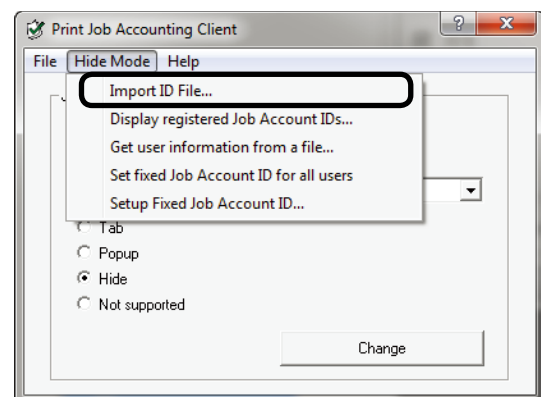 Print Job Accounting Client
File Hide Mode Help
Import ID File...
Display registered Job Account IDs...
Get user information from a file...
Set fixed Job Account ID for all users
Setup Fixed Job Account ID...
Tab
Popup
Hide
Not supported
Change